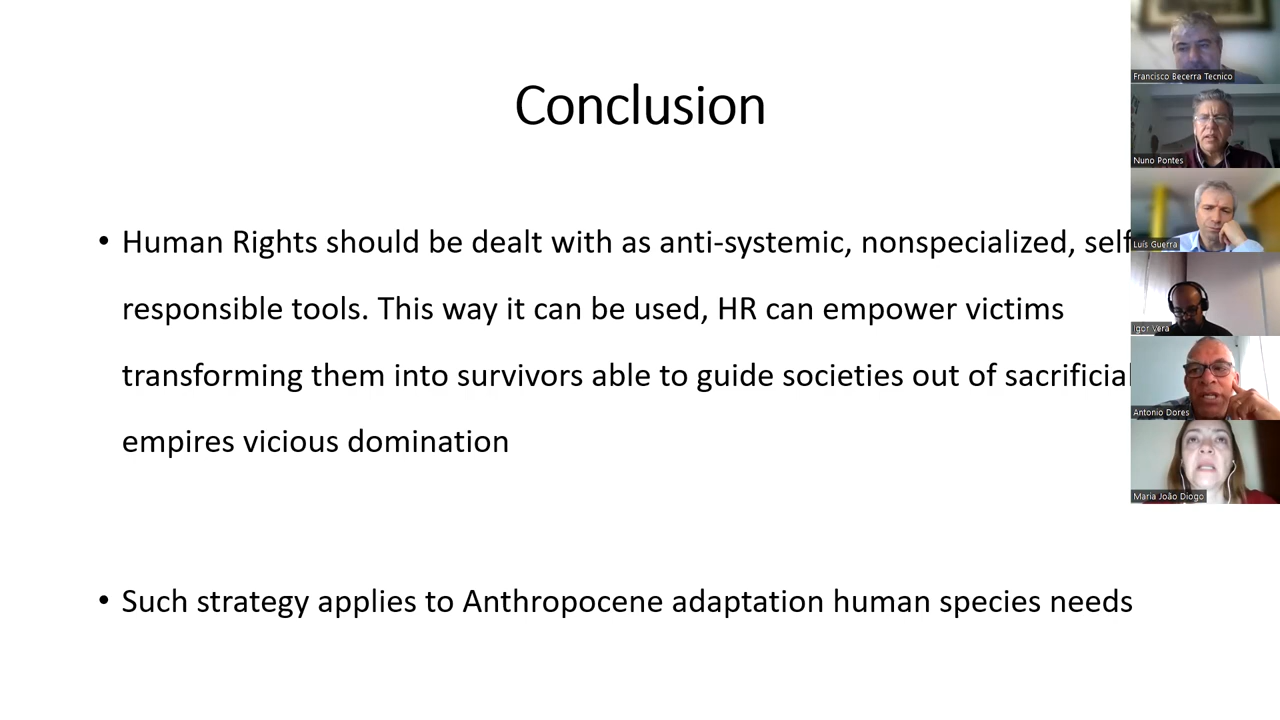 Conclusion
• Human Rights should be dealt with as anti-systemic, nonspecialized, self
responsible tools. This way it can be used, HR can empower victims
transforming them into survivors able to guide societies out of sacrificial
empires vicious domination
• Such strategy applies to Anthropocene adaptation human species needs
Francisco Becerra Tecnico
Nuno Pontes
Luís Guerra
Igor Vera
Antonio Dores
Maria João Diogo